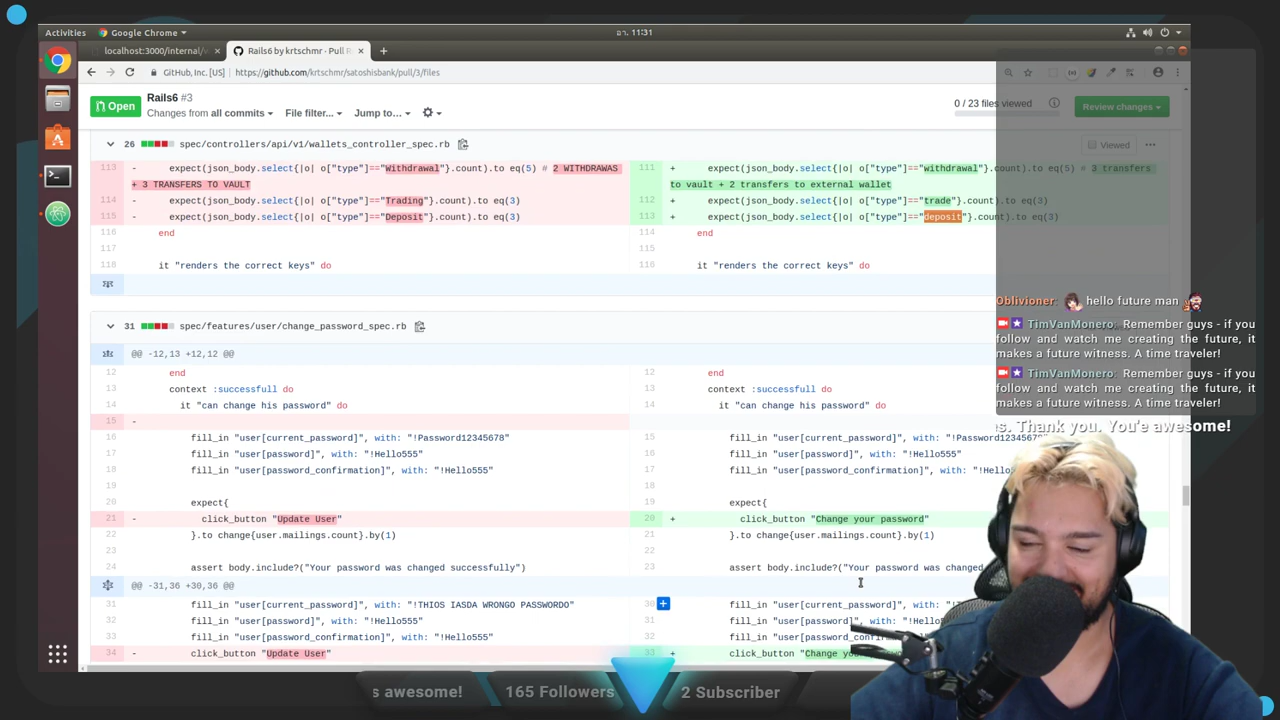 Activities
Google Chrome
อา. 11:31
localhost:3000/internal/v
Rails6 by krtschmr · Pull R
GitHub, Inc. [US]
https://github.com/krtschmr/satoshisbank/pull/3/files
Open
Rails6 #3
Changes from all commits
File filter...
Jump to...
0 / 23 files viewed
Review changes
26 spec/controllers/api/v1/wallets_controller_spec.rb
Viewed
113 - expect(json_body.select{|o| o["type"]=="Withdrawal"}.count).to eq(5) # 2 WITHDRAWAS
+ 3 TRANSFERS TO VAULT
114 - expect(json_body.select{|o| o["type"]=="Trading"}.count).to eq(3)
115 - expect(json_body.select{|o| o["type"]=="Deposit"}.count).to eq(3)
116 end
117
118 it "renders the correct keys" do
111 + expect(json_body.select{|o| o["type"]=="withdrawal"}.count).to eq(5) # 3 transfers
to vault + 2 transfers to external wallet
112 + expect(json_body.select{|o| o["type"]=="trade"}.count).to eq(3)
113 + expect(json_body.select{|o| o["type"]=="deposit"}.count).to eq(3)
114 end
115
116 it "renders the correct keys" do
31 spec/features/user/change_password_spec.rb
@@ -12,13 +12,12 @@
12 end
13 context :successfull do
14 it "can change his password" do
15 -
16 fill_in "user[current_password]", with: "!Password12345678"
17 fill_in "user[password]", with: "!Hello555"
18 fill_in "user[password_confirmation]", with: "!Hello555"
19
20 expect{
21 - click_button "Update User"
22 }.to change{user.mailings.count}.by(1)
23
24 assert body.include?("Your password was changed successfully")
12 end
13 context :successfull do
14 it "can change his password" do
15 fill_in "user[current_password]", with: "!Password12345678"
16 fill_in "user[password]", with: "!Hello555"
17 fill_in "user[password_confirmation]", with: "!Hello
18
19 expect{
20 + click_button "Change your password"
21 }.to change{user.mailings.count}.by(1)
22
23 assert body.include?("Your password was changed
@@ -31,36 +30,36 @@
31 fill_in "user[current_password]", with: "!THIOS IASDA WRONGO PASSWORDO"
32 fill_in "user[password]", with: "!Hello555"
33 fill_in "user[password_confirmation]", with: "!Hello555"
34 - click_button "Update User"
30 fill_in "user[current_password]", with:
31 fill_in "user[password]", with: "!Hello
32 fill_in "user[password_confirmation]",
33 + click_button "Change
Oblivioner: hello future man
TimVanMonero: Remember guys - if you
follow and watch me creating the future, it
makes a future witness. A time traveler!
TimVanMonero: Remember guys - if you
follow and watch me creating the future, it
makes a future witness. A time traveler!
s. Thank you. You'e awesome!
s awesome!
165 Followers
2 Subscriber